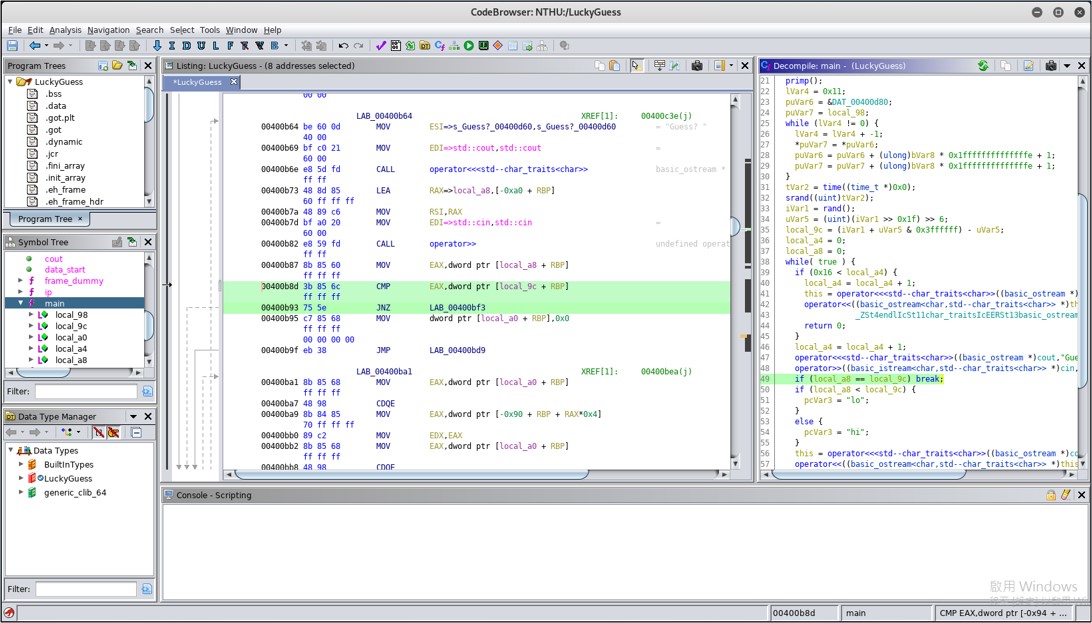 CodeBrowser: NTHU:/LuckyGuess
File Edit Analysis Navigation Search Select Tools Window Help
I D U L F R V B
Program Trees
LuckyGuess
.bss
.data
.got.plt
.got
.dynamic
.jcr
.fini_array
.init_array
.eh_frame
.eh_frame_hdr
Program Tree ×
Symbol Tree
cout
data_start
frame_dummy
ip
main
local_98
local_9c
local_a0
local_a4
local_a8
Filter:
Data Type Manager
Data Types
BuiltInTypes
LuckyGuess
generic_clib_64
Filter:
Listing: LuckyGuess - (8 addresses selected)
*LuckyGuess
00 00
LAB_00400b64 XREF[1]: 00400c3e(j)
00400b64 be 60 0d MOV ESI=>s_Guess?_00400d60,s_Guess?_00400d60 = "Guess? "
40 00
00400b69 bf c0 21 MOV EDI=>std::cout,std::cout =
60 00
00400b6e e8 5d fd CALL operator<<<std--char_traits<char>> basic_ostream *
ff ff
00400b73 48 8d 85 LEA RAX=>local_a8,[-0xa0 + RBP]
60 ff ff ff
00400b7a 48 89 c6 MOV RSI,RAX
00400b7d bf a0 20 MOV EDI=>std::cin,std::cin =
60 00
00400b82 e8 59 fd CALL operator>> undefined operat
ff ff
00400b87 8b 85 60 MOV EAX,dword ptr [local_a8 + RBP]
ff ff ff
00400b8d 3b 85 6c CMP EAX,dword ptr [local_9c + RBP]
ff ff ff
00400b93 75 5e JNZ LAB_00400bf3
00400b95 c7 85 68 MOV dword ptr [local_a0 + RBP],0x0
ff ff ff
00 00 00 00
00400b9f eb 38 JMP LAB_00400bd9
LAB_00400ba1 XREF[1]: 00400bea(j)
00400ba1 8b 85 68 MOV EAX,dword ptr [local_a0 + RBP]
ff ff ff
00400ba7 48 98 CDQE
00400ba9 8b 84 85 MOV EAX,dword ptr [-0x90 + RBP + RAX*0x4]
70 ff ff ff
00400bb0 89 c2 MOV EDX,EAX
00400bb2 8b 85 68 MOV EAX,dword ptr [local_a0 + RBP]
ff ff ff
00400bb8 48 98 CDQE
Decompile: main - (LuckyGuess)
21 primp();
22 lVar4 = 0x11;
23 puVar6 = &DAT_00400d80;
24 puVar7 = local_98;
25 while (lVar4 != 0) {
26 lVar4 = lVar4 + -1;
27 *puVar7 = *puVar6;
28 puVar6 = puVar6 + (ulong)bVar8 * 0x1ffffffffffffffe + 1;
29 puVar7 = puVar7 + (ulong)bVar8 * 0x1ffffffffffffffe + 1;
30 }
31 tVar2 = time((time_t *)0x0);
32 srand((uint)tVar2);
33 iVar1 = rand();
34 uVar5 = (uint)(iVar1 >> 0x1f) >> 6;
35 local_9c = (iVar1 + uVar5 & 0x3ffffff) - uVar5;
36 local_a4 = 0;
37 local_a8 = 0;
38 while( true ) {
39 if (0x16 < local_a4) {
40 local_a4 = local_a4 + 1;
41 this = operator<<<std--char_traits<char>>((basic_ostream *)
42 operator<<((basic_ostream<char,std--char_traits<char>> *)th
43 _ZSt4endlIcSt11char_traitsIcEERSt13basic_ostream
44 return 0;
45 }
46 local_a4 = local_a4 + 1;
47 operator<<<std--char_traits<char>>((basic_ostream *)cout,"Gue
48 operator>>((basic_ostream<char,std--char_traits<char>> *)cin,
49 if (local_a8 == local_9c) break;
50 if (local_a8 < local_9c) {
51 pcVar3 = "lo";
52 }
53 else {
54 pcVar3 = "hi";
55 }
56 this = operator<<<std--char_traits<char>>((basic_ostream *)co
57 operator<<((basic_ostream<char,std--char_traits<char>> *)this
Console - Scripting
啟用 Windows
00400b8d
main
CMP EAX,dword ptr [-0x94 + ...